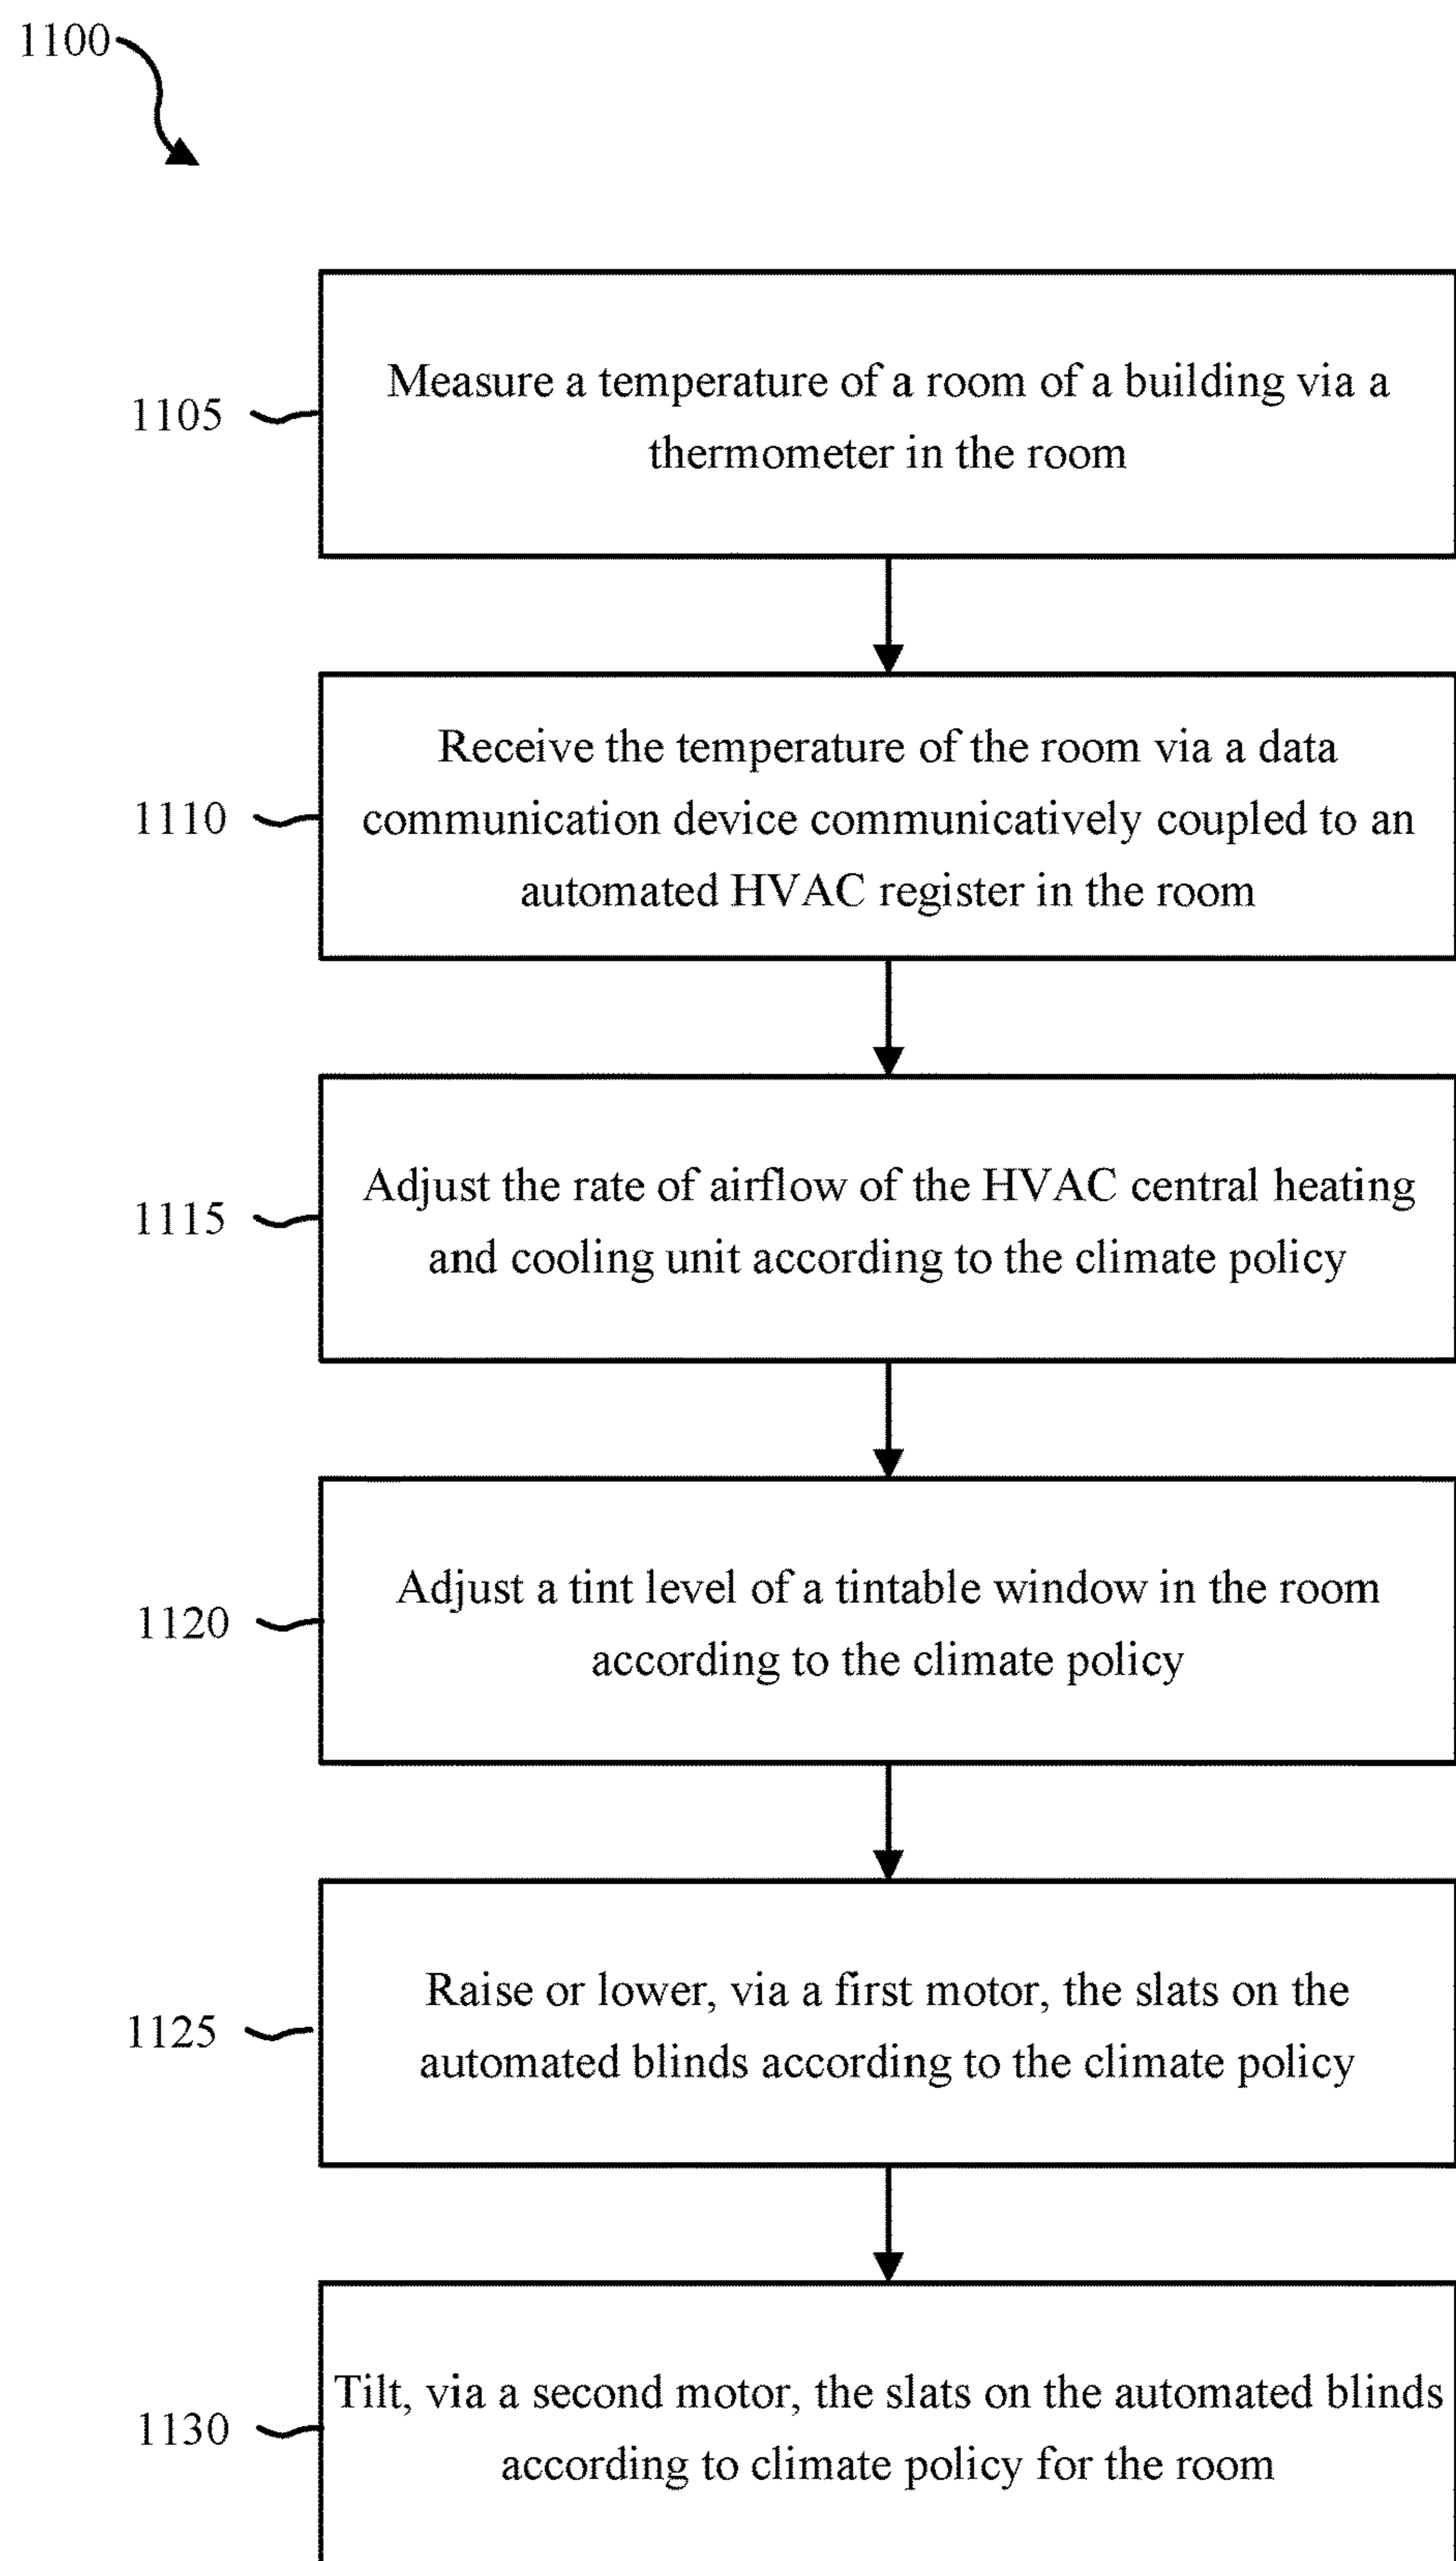 1100
1105
Measure a temperature of a room of a building via a
thermometer in the room
1110
Receive the temperature of the room via a data
communication device communicatively coupled to an
automated HVAC register in the room
1115
Adjust the rate of airflow of the HVAC central heating
and cooling unit according to the climate policy
1120
Adjust a tint level of a tintable window in the room
according to the climate policy
1125
Raise or lower, via a first motor, the slats on the
automated blinds according to the climate policy
1130
Tilt, via a second motor, the slats on the automated blinds
according to climate policy for the room